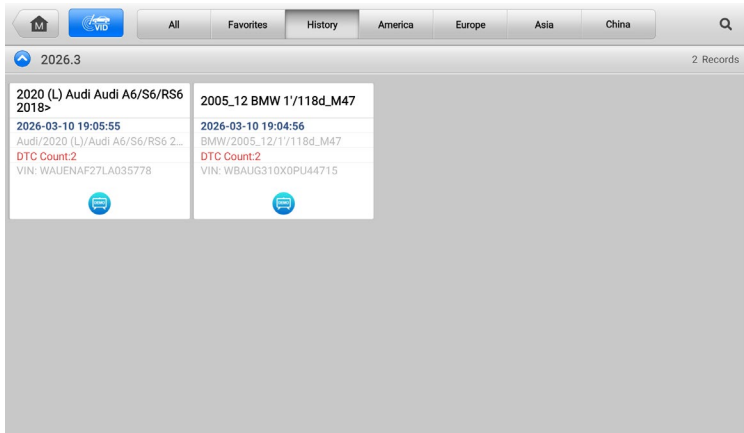 M
VID
All
Favorites
History
America
Europe
Asia
China
2026.3
2 Records
2020 (L) Audi Audi A6/S6/RS6
2018>
2026-03-10 19:05:55
Audi/2020 (L)/Audi A6/S6/RS6 2...
DTC Count:2
VIN: WAUENAF27LA035778
2005_12 BMW 1'/118d_M47
2026-03-10 19:04:56
BMW/2005_12/1'/118d_M47
DTC Count:2
VIN: WBAUG310X0PU44715